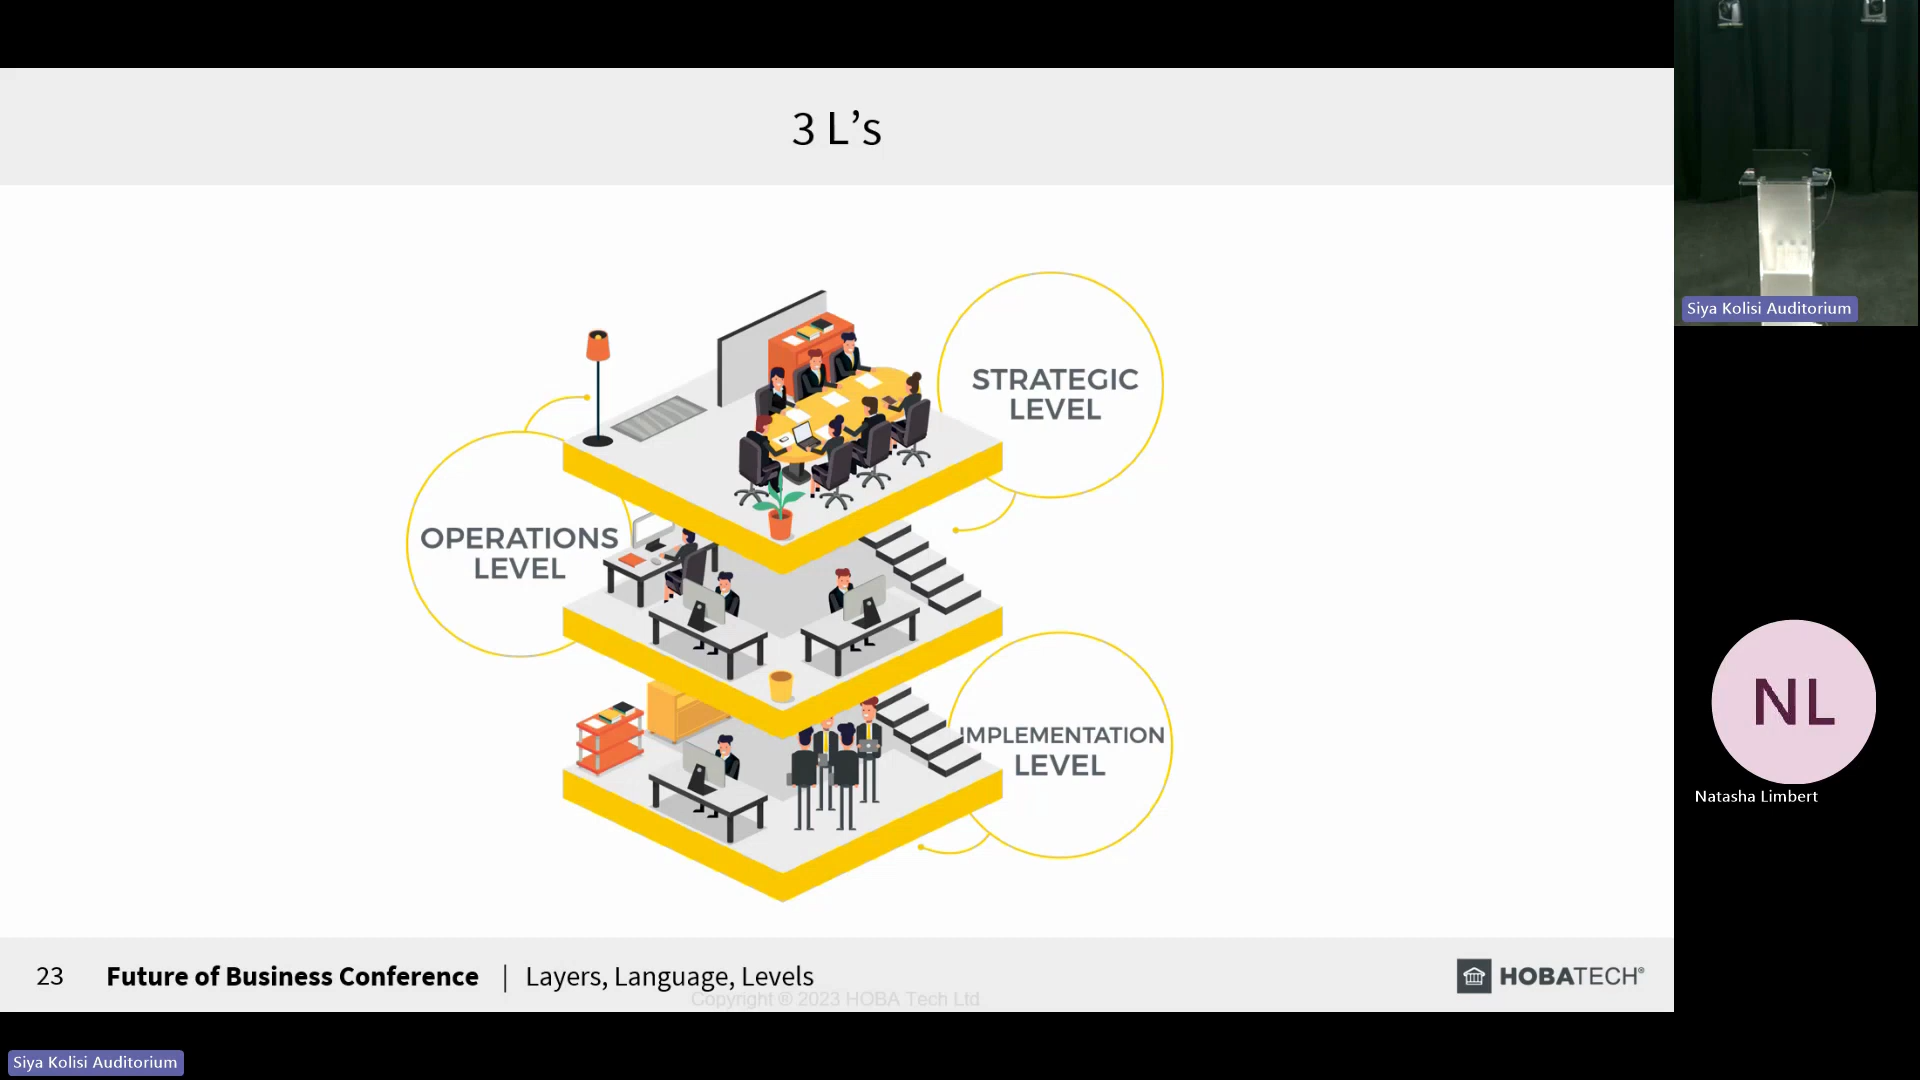 3 L’s
STRATEGIC
LEVEL
OPERATIONS
LEVEL
IMPLEMENTATION
LEVEL
23 Future of Business Conference | Layers, Language, Levels
HOBATECH®
Copyright ® 2023 HOBA Tech Ltd.
Siya Kolisi Auditorium
NL
Natasha Limbert
Siya Kolisi Auditorium